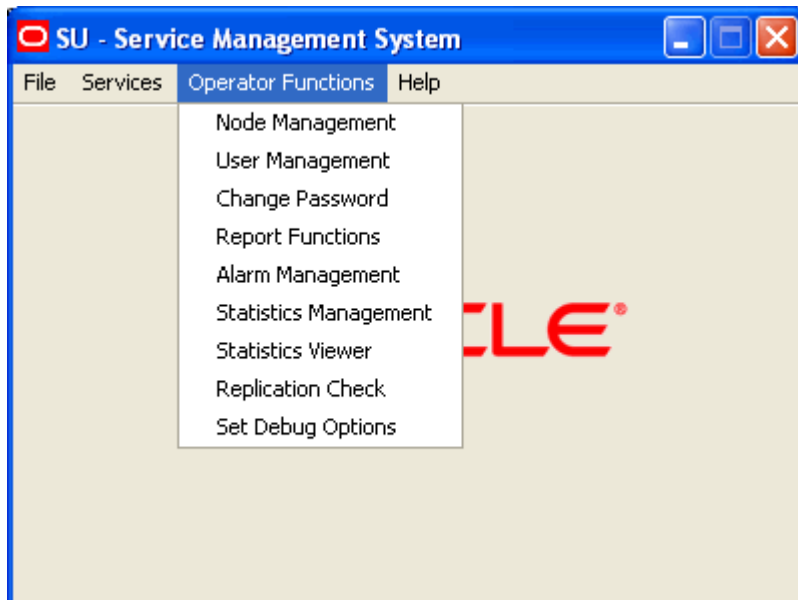 SU - Service Management System
File Services Operator Functions Help
Node Management
User Management
Change Password
Report Functions
Alarm Management
Statistics Management
Statistics Viewer
Replication Check
Set Debug Options
CLE®